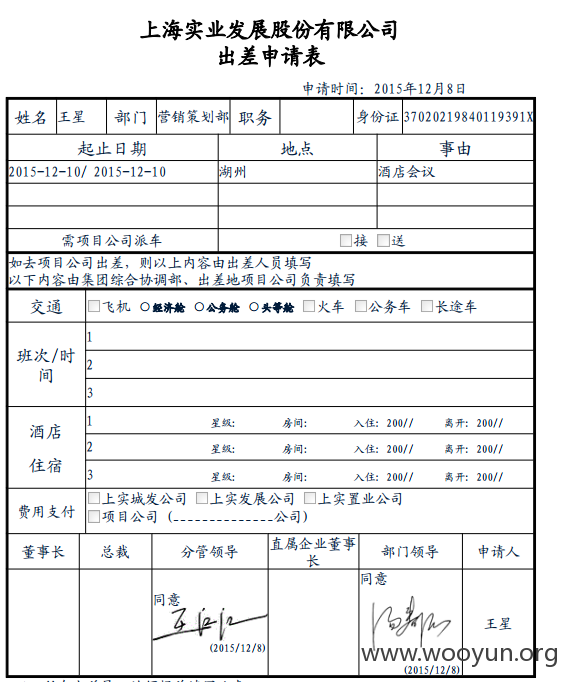 上海实业发展股份有限公司
出差申请表
申请时间: 2015年12月8日
姓名 王星 部门 营销策划部 职务 身份证 37020219840119391X
起止日期 地点 事由
2015-12-10/ 2015-12-10 湖州 酒店会议
需项目公司派车 接 送
如去项目公司出差，则以上内容由出差人员填写
以下内容由集团综合协调部、出差地项目公司负责填写
交通 飞机 经济舱 公务舱 头等舱 火车 公务车 长途车
班次/时间
1
2
3
酒店住宿
1 星级: 房间: 入住: 200// 离开: 200//
2 星级: 房间: 入住: 200// 离开: 200//
3 星级: 房间: 入住: 200// 离开: 200//
费用支付 上实城发公司 上实发展公司 上实置业公司
项目公司 (______________公司)
董事长 总裁 分管领导 直属企业董事长 部门领导 申请人
同意 同意
王星
(2015/12/8) (2015/12/8)
www.wooyun.org